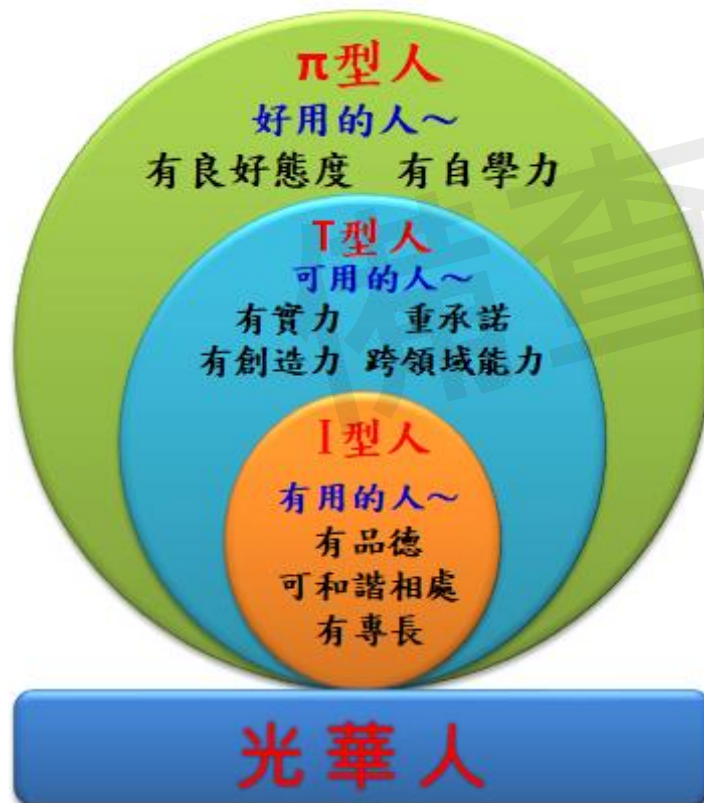 π型人
好用的人～
有良好態度 有自學力
T型人
可用的人～
有實力 重承諾
有創造力 跨領域能力
I型人
有用的人～
有品德
可和諧相處
有專長
光華人
備查